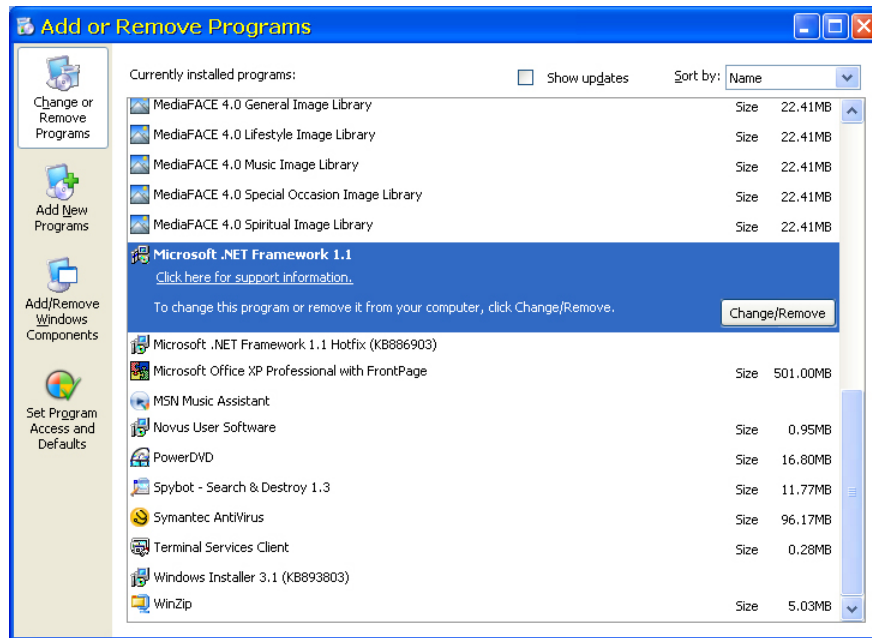 Add or Remove Programs
Change or
Remove
Programs
Add New
Programs
Add/Remove
Windows
Components
Set Program
Access and
Defaults
Currently installed programs: Show updates Sort by: Name
MediaFACE 4.0 General Image Library Size 22.41MB
MediaFACE 4.0 Lifestyle Image Library Size 22.41MB
MediaFACE 4.0 Music Image Library Size 22.41MB
MediaFACE 4.0 Special Occasion Image Library Size 22.41MB
MediaFACE 4.0 Spiritual Image Library Size 22.41MB
Microsoft .NET Framework 1.1
Click here for support information.
To change this program or remove it from your computer, click Change/Remove. Change/Remove
Microsoft .NET Framework 1.1 Hotfix (KB886903)
Microsoft Office XP Professional with FrontPage Size 501.00MB
MSN Music Assistant
Novus User Software Size 0.95MB
PowerDVD Size 16.80MB
Spybot - Search & Destroy 1.3 Size 11.77MB
Symantec AntiVirus Size 96.17MB
Terminal Services Client Size 0.28MB
Windows Installer 3.1 (KB893803)
WinZip Size 5.03MB